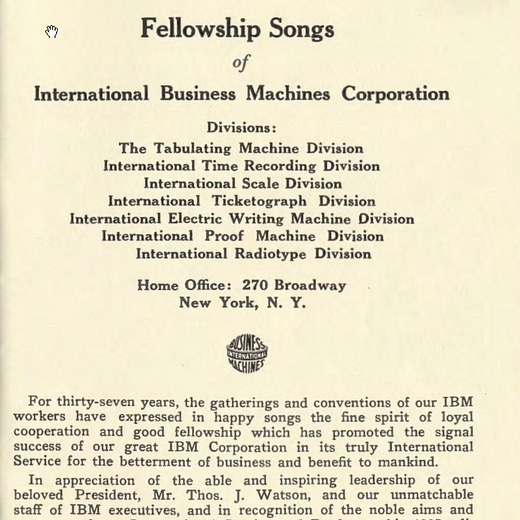 Fellowship Songs
of
International Business Machines Corporation
Divisions:
The Tabulating Machine Division
International Time Recording Division
International Scale Division
International Ticketograph Division
International Electric Writing Machine Division
International Proof Machine Division
International Radiotype Division
Home Office: 270 Broadway
New York, N. Y.
BUSINESS
INTERNATIONAL
MACHINES
For thirty-seven years, the gatherings and conventions of our IBM
workers have expressed in happy songs the fine spirit of loyal
cooperation and good fellowship which has promoted the signal
success of our great IBM Corporation in its truly International
Service for the betterment of business and benefit to mankind.
In appreciation of the able and inspiring leadership of our
beloved President, Mr. Thos. J. Watson, and our unmatchable
staff of IBM executives, and in recognition of the noble aims and